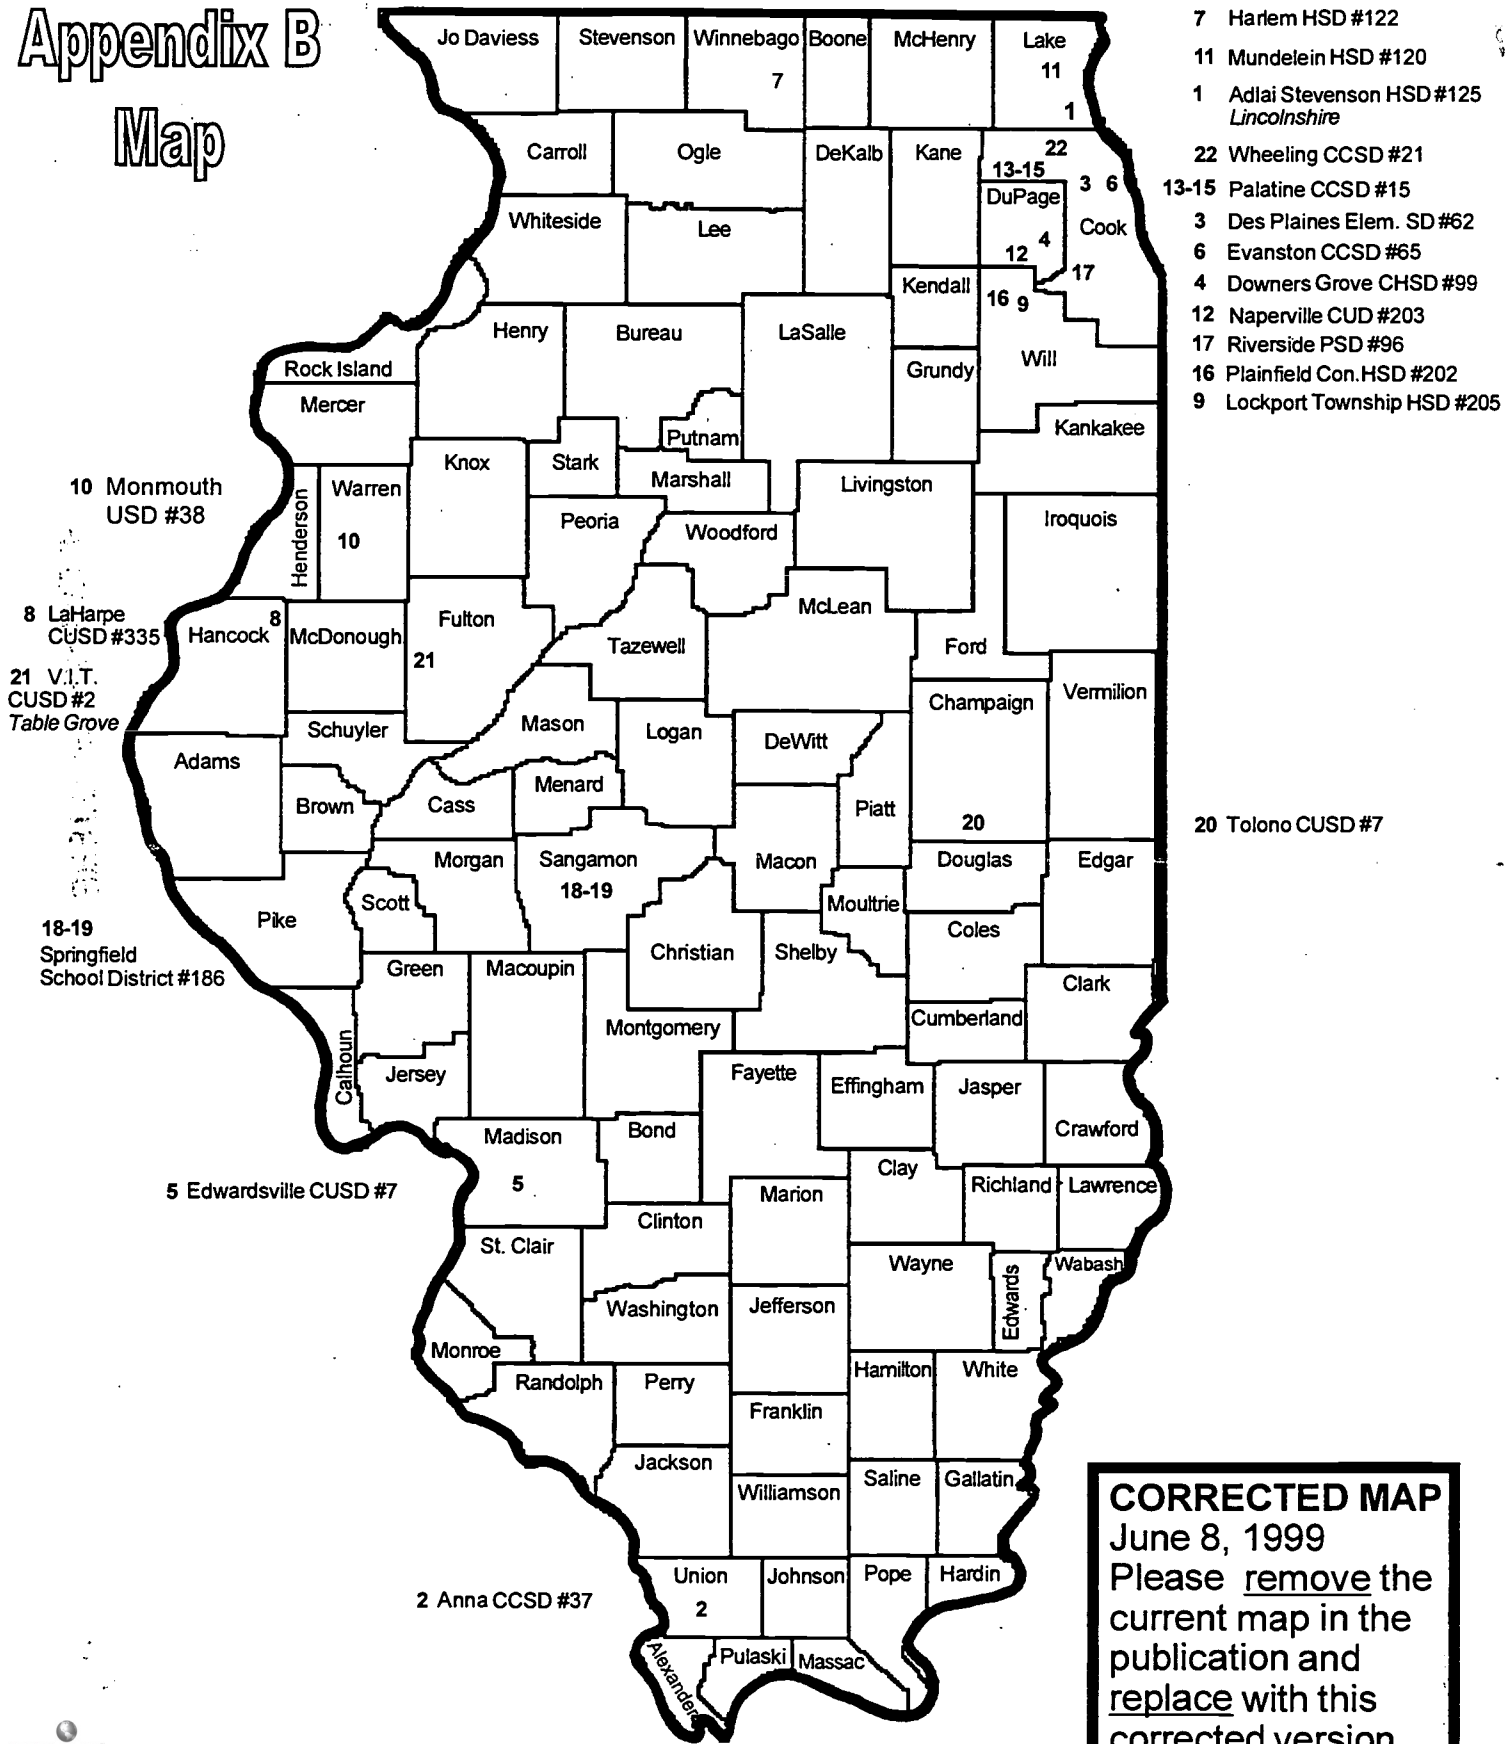 Appendix B
Map
Jo Daviess
Stevenson
Winnebago
7
Boone
McHenry
Lake
11
1
Carroll
Ogle
DeKalb
Kane
22
13-15
3 6
DuPage
4
12
Cook
17
Whiteside
Lee
Kendall
16 9
Henry
Bureau
LaSalle
Will
Rock Island
Grundy
Mercer
Putnam
Kankakee
Knox
Stark
Marshall
Livingston
Henderson
Warren
10
Peoria
Woodford
Iroquois
Hancock
8
McDonough
Fulton
21
Tazewell
McLean
Ford
Champaign
20
Vermilion
Schuyler
Mason
Logan
DeWitt
Adams
Brown
Cass
Menard
Piatt
Morgan
Sangamon
18-19
Macon
Douglas
Edgar
Pike
Scott
Moultrie
Christian
Shelby
Coles
Green
Macoupin
Clark
Montgomery
Cumberland
Calhoun
Jersey
Fayette
Effingham
Jasper
Crawford
Madison
5
Bond
Clay
Richland
Lawrence
Marion
Clinton
St. Clair
Wayne
Edwards
Wabash
Washington
Jefferson
Monroe
Randolph
Perry
Hamilton
White
Franklin
Jackson
Williamson
Saline
Gallatin
Union
2
Johnson
Pope
Hardin
Alexander
Pulaski
Massac
7 Harlem HSD #122
11 Mundelein HSD #120
1 Adlai Stevenson HSD #125
Lincolnshire
22 Wheeling CCSD #21
13-15 Palatine CCSD #15
3 Des Plaines Elem. SD #62
6 Evanston CCSD #65
4 Downers Grove CHSD #99
12 Naperville CUD #203
17 Riverside PSD #96
16 Plainfield Con.HSD #202
9 Lockport Township HSD #205
10 Monmouth
USD #38
8 LaHarpe
CUSD #335
21 V.I.T.
CUSD #2
Table Grove
20 Tolono CUSD #7
18-19
Springfield
School District #186
5 Edwardsville CUSD #7
2 Anna CCSD #37
CORRECTED MAP
June 8, 1999
Please remove the
current map in the
publication and
replace with this
corrected version